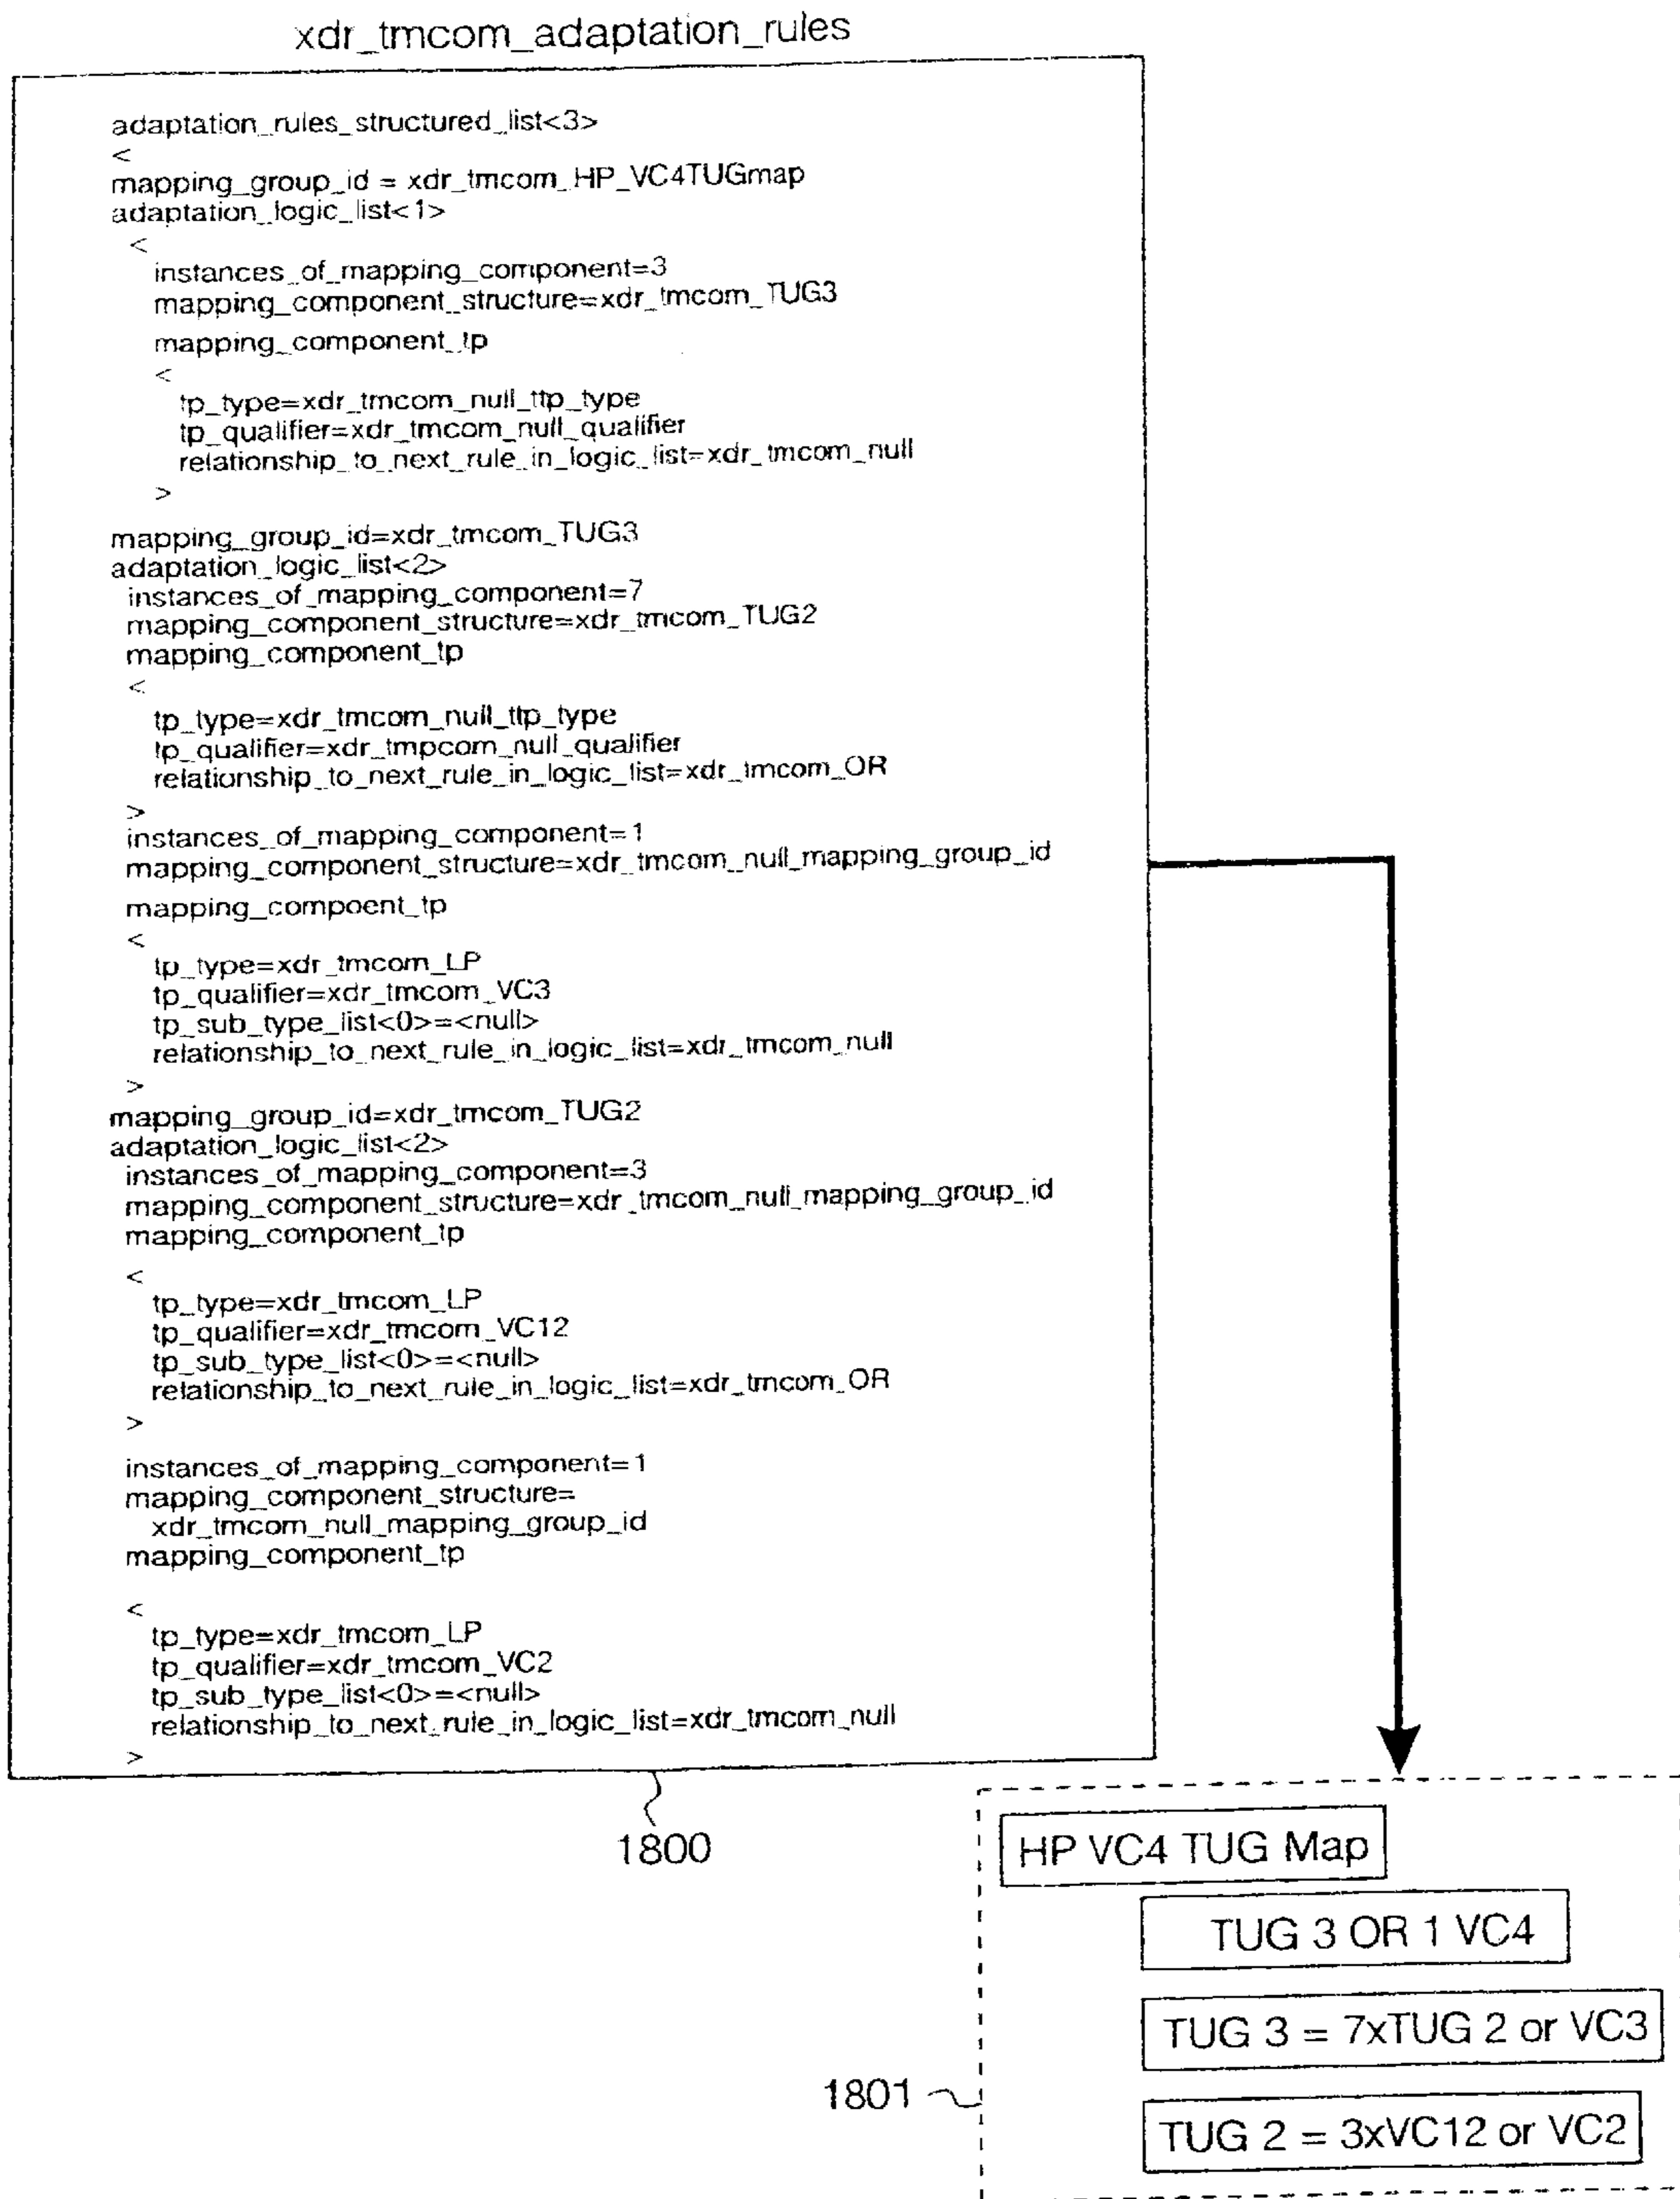 xdr_tmcom_adaptation_rules
adaptation_rules_structured_list<3>
<
mapping_group_id = xdr_tmcom_HP_VC4TUGmap
adaptation_logic_list<1>
<
instances_of_mapping_component=3
mapping_component_structure=xdr_tmcom_TUG3
mapping_component_tp
<
tp_type=xdr_tmcom_null_ttp_type
tp_qualifier=xdr_tmcom_null_qualifier
relationship_to_next_rule_in_logic_list=xdr_tmcom_null
>
mapping_group_id=xdr_tmcom_TUG3
adaptation_logic_list<2>
instances_of_mapping_component=7
mapping_component_structure=xdr_tmcom_TUG2
mapping_component_tp
<
tp_type=xdr_tmcom_null_ttp_type
tp_qualifier=xdr_tmpcom_null_qualifier
relationship_to_next_rule_in_logic_list=xdr_tmcom_OR
>
instances_of_mapping_component=1
mapping_component_structure=xdr_tmcom_null_mapping_group_id
mapping_compoent_tp
<
tp_type=xdr_tmcom_LP
tp_qualifier=xdr_tmcom_VC3
tp_sub_type_list<0>=<null>
relationship_to_next_rule_in_logic_list=xdr_tmcom_null
>
mapping_group_id=xdr_tmcom_TUG2
adaptation_logic_list<2>
instances_of_mapping_component=3
mapping_component_structure=xdr_tmcom_null_mapping_group_id
mapping_component_tp
<
tp_type=xdr_tmcom_LP
tp_qualifier=xdr_tmcom_VC12
tp_sub_type_list<0>=<null>
relationship_to_next_rule_in_logic_list=xdr_tmcom_OR
>
instances_of_mapping_component=1
mapping_component_structure=
xdr_tmcom_null_mapping_group_id
mapping_component_tp
<
tp_type=xdr_tmcom_LP
tp_qualifier=xdr_tmcom_VC2
tp_sub_type_list<0>=<null>
relationship_to_next_rule_in_logic_list=xdr_tmcom_null
>
1800
HP VC4 TUG Map
TUG 3 OR 1 VC4
TUG 3 = 7xTUG 2 or VC3
1801
TUG 2 = 3xVC12 or VC2